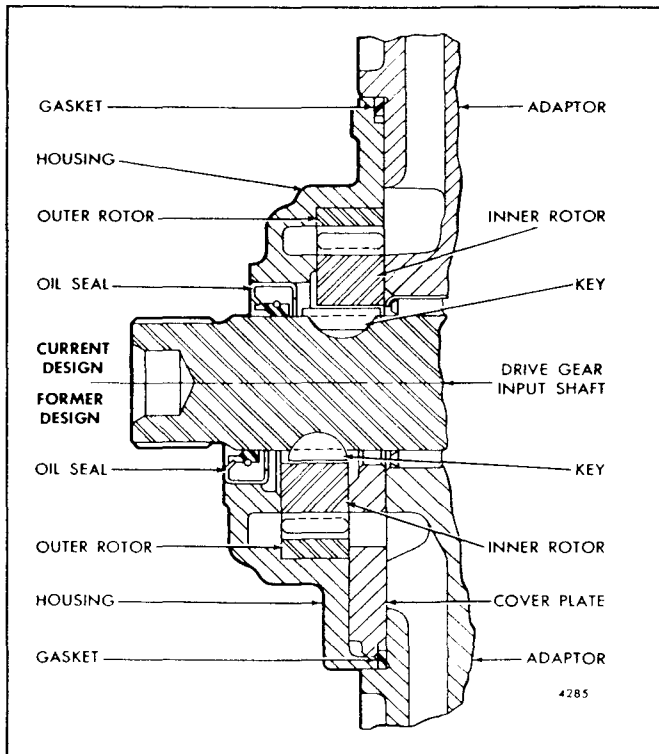 GASKET
ADAPTOR
HOUSING
OUTER ROTOR
INNER ROTOR
OIL SEAL
KEY
CURRENT
DESIGN
FORMER
DESIGN
DRIVE GEAR
INPUT SHAFT
OIL SEAL
KEY
OUTER ROTOR
INNER ROTOR
HOUSING
COVER PLATE
GASKET
ADAPTOR
4285